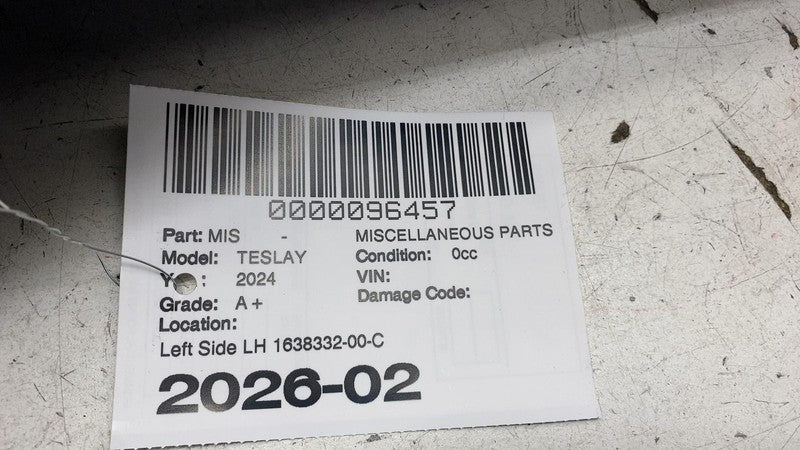 0000096457
Part: MIS - MISCELLANEOUS PARTS
Model: TESLAY Condition: 0cc
Y : 2024 VIN:
Grade: A+ Damage Code:
Location:
Left Side LH 1638332-00-C
2026-02